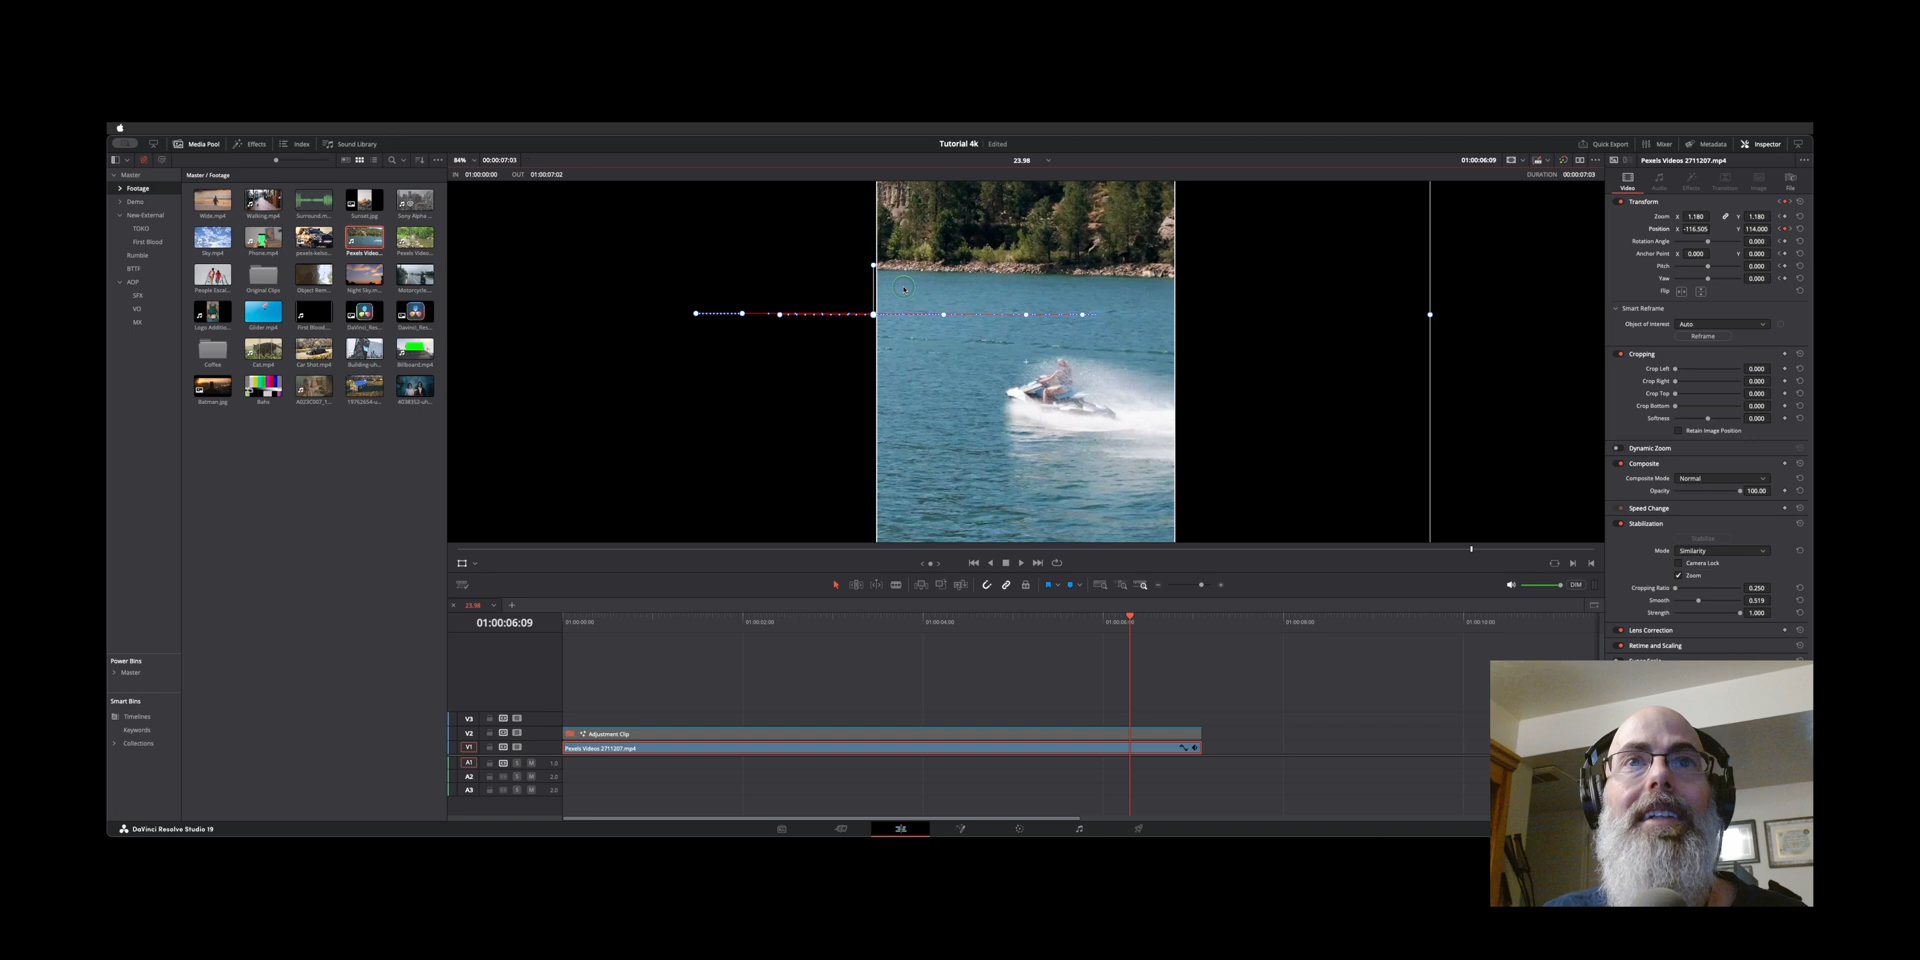 Media Pool Effects Index Sound Library Tutorial 4k Edited Quick Export Mixer Metadata Inspector
84% 00:00:07:03 23.98 01:00:06:09 Pexels Videos 2711207.mp4
Master Master / Footage IN 01:00:00:00 OUT 01:00:07:02 DURATION 00:00:07:03
Footage
Demo
New-External
TOKO
First Blood
Rumble
BTTF
AOP
SFX
VO
MX
Wide.mp4 Walking.mp4 Surround.m... Sunset.jpg Sony Alpha ...
Sky.mp4 Phone.mp4 pexels-kelso... Pexels Video... Pexels Video...
People Escal... Original Clips Object Rem... Night Sky.m... Motorcycle....
Logo Additio... Glider.mp4 First Blood... DaVinci_Res... Davinci_Res...
Coffee Cat.mp4 Car Shot.mp4 Building-uh... Billboard.mp4
Batman.jpg Bahs A023C007_1... 19762654-u... 4038352-uh...
Video Audio Effects Transition Image File
Transform
Zoom X 1.180 Y 1.180
Position X -116.505 Y 114.000
Rotation Angle 0.000
Anchor Point X 0.000 Y 0.000
Pitch 0.000
Yaw 0.000
Flip
Smart Reframe
Object of Interest Auto
Reframe
Cropping
Crop Left 0.000
Crop Right 0.000
Crop Top 0.000
Crop Bottom 0.000
Softness 0.000
Retain Image Position
Dynamic Zoom
Composite
Composite Mode Normal
Opacity 100.00
Speed Change
Stabilization
Stabilize
Mode Similarity
Camera Lock
Zoom
Cropping Ratio 0.250
Smooth 0.519
Strength 1.000
Lens Correction
Retime and Scaling
DIM
23.98
01:00:06:09 01:00:00:00 01:00:02:00 01:00:04:00 01:00:06: 01:00:08:00 01:00:10:00
Power Bins
Master
Smart Bins
Timelines
Keywords
Collections
V3
V2 Adjustment Clip
V1 Pexels Videos 2711207.mp4
A1 S M 1.0
A2 S M 2.0
A3 S M 2.0
DaVinci Resolve Studio 19